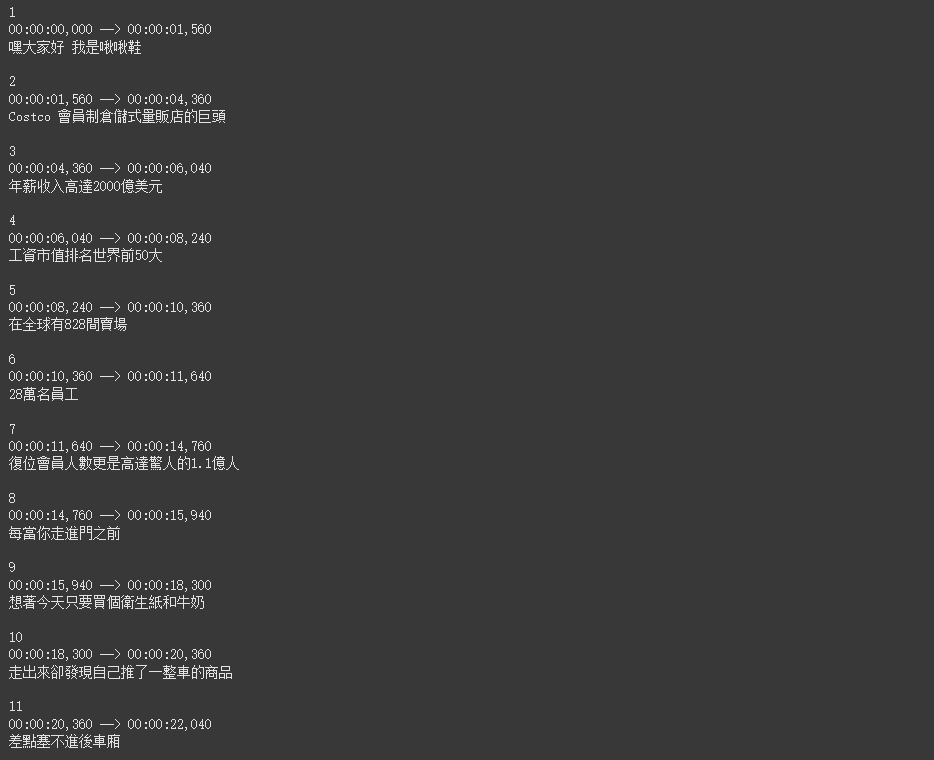 1
00:00:00,000 --> 00:00:01,560
嘿大家好 我是啾啾鞋
2
00:00:01,560 --> 00:00:04,360
Costco 會員制倉儲式量販店的巨頭
3
00:00:04,360 --> 00:00:06,040
年薪收入高達2000億美元
4
00:00:06,040 --> 00:00:08,240
工資市值排名世界前50大
5
00:00:08,240 --> 00:00:10,360
在全球有828間賣場
6
00:00:10,360 --> 00:00:11,640
28萬名員工
7
00:00:11,640 --> 00:00:14,760
復位會員人數更是高達驚人的1.1億人
8
00:00:14,760 --> 00:00:15,940
每當你走進門之前
9
00:00:15,940 --> 00:00:18,300
想著今天只要買個衛生紙和牛奶
10
00:00:18,300 --> 00:00:20,360
走出來卻發現自己推了一整車的商品
11
00:00:20,360 --> 00:00:22,040
差點塞不進後車廂